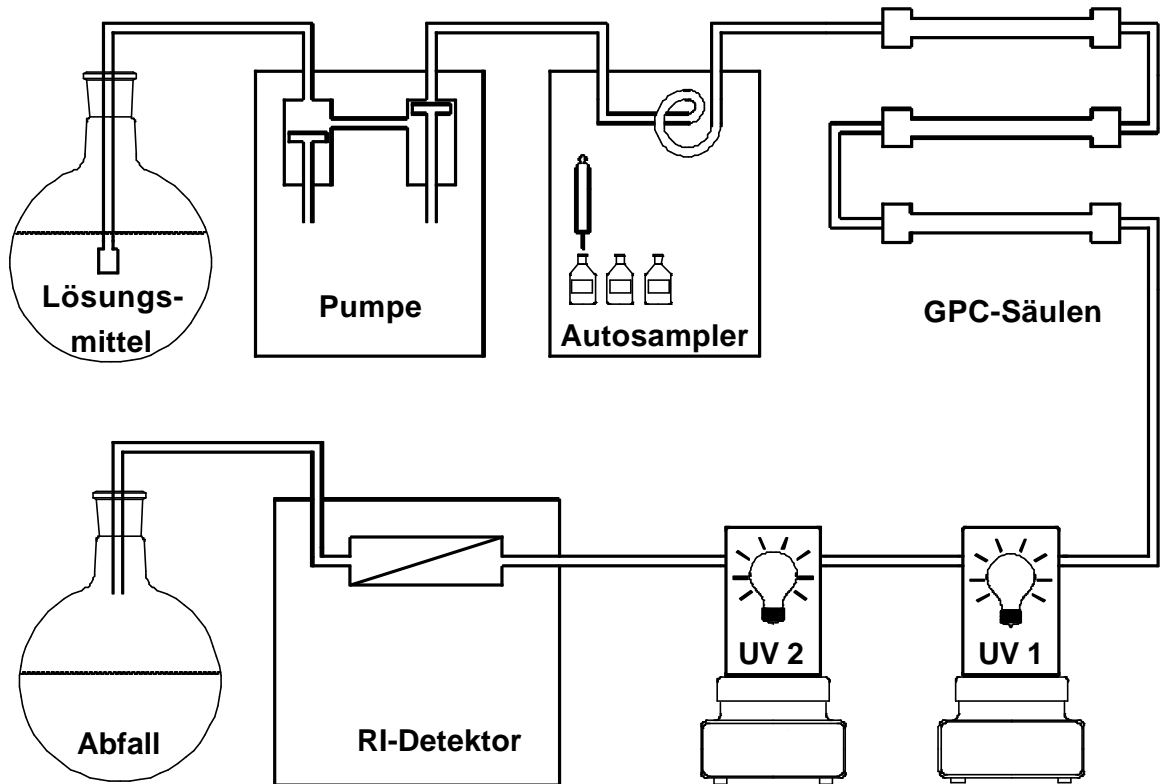 Lösungs-
mittel
Pumpe
Autosampler
GPC-Säulen
Abfall
RI-Detektor
UV 2
UV 1